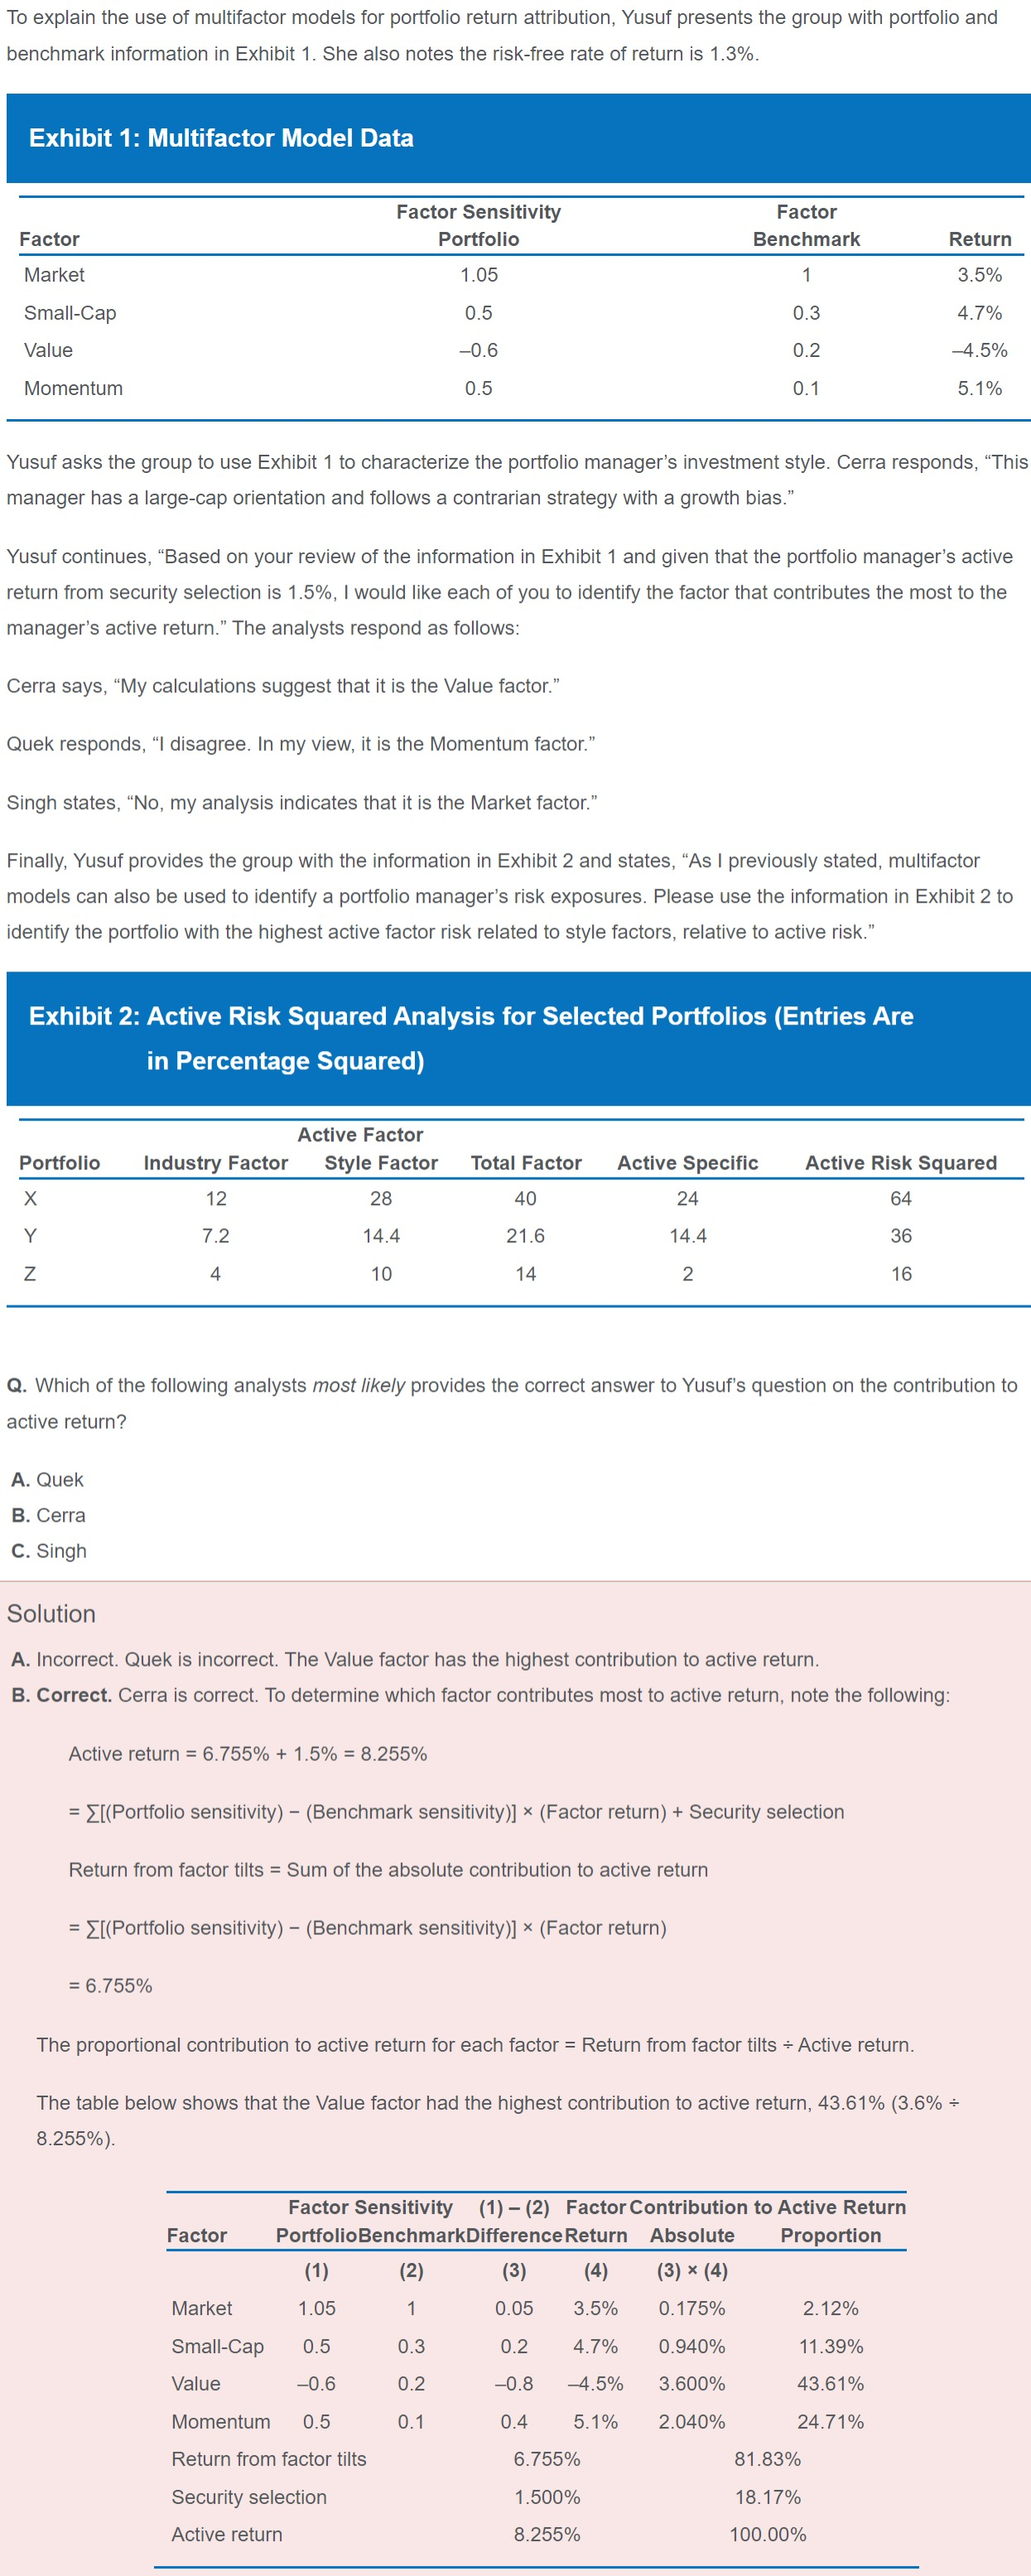 To explain the use of multifactor models for portfolio return attribution, Yusuf presents the group with portfolio and
benchmark information in Exhibit 1. She also notes the risk-free rate of return is 1.3%.
Exhibit 1: Multifactor Model Data
Factor Sensitivity Factor
Factor Portfolio Benchmark Return
Market 1.05 1 3.5%
Small-Cap 0.5 0.3 4.7%
Value –0.6 0.2 –4.5%
Momentum 0.5 0.1 5.1%
Yusuf asks the group to use Exhibit 1 to characterize the portfolio manager’s investment style. Cerra responds, “This
manager has a large-cap orientation and follows a contrarian strategy with a growth bias.”
Yusuf continues, “Based on your review of the information in Exhibit 1 and given that the portfolio manager’s active
return from security selection is 1.5%, I would like each of you to identify the factor that contributes the most to the
manager’s active return.” The analysts respond as follows:
Cerra says, “My calculations suggest that it is the Value factor.”
Quek responds, “I disagree. In my view, it is the Momentum factor.”
Singh states, “No, my analysis indicates that it is the Market factor.”
Finally, Yusuf provides the group with the information in Exhibit 2 and states, “As I previously stated, multifactor
models can also be used to identify a portfolio manager’s risk exposures. Please use the information in Exhibit 2 to
identify the portfolio with the highest active factor risk related to style factors, relative to active risk.”
Exhibit 2: Active Risk Squared Analysis for Selected Portfolios (Entries Are
in Percentage Squared)
Active Factor
Portfolio Industry Factor Style Factor Total Factor Active Specific Active Risk Squared
X 12 28 40 24 64
Y 7.2 14.4 21.6 14.4 36
Z 4 10 14 2 16
Q. Which of the following analysts most likely provides the correct answer to Yusuf’s question on the contribution to
active return?
A. Quek
B. Cerra
C. Singh
Solution
A. Incorrect. Quek is incorrect. The Value factor has the highest contribution to active return.
B. Correct. Cerra is correct. To determine which factor contributes most to active return, note the following:
Active return = 6.755% + 1.5% = 8.255%
= ∑[(Portfolio sensitivity) − (Benchmark sensitivity)] × (Factor return) + Security selection
Return from factor tilts = Sum of the absolute contribution to active return
= ∑[(Portfolio sensitivity) − (Benchmark sensitivity)] × (Factor return)
= 6.755%
The proportional contribution to active return for each factor = Return from factor tilts ÷ Active return.
The table below shows that the Value factor had the highest contribution to active return, 43.61% (3.6% ÷
8.255%).
Factor Sensitivity (1) – (2) Factor Contribution to Active Return
Factor Portfolio Benchmark Difference Return Absolute Proportion
(1) (2) (3) (4) (3) × (4)
Market 1.05 1 0.05 3.5% 0.175% 2.12%
Small-Cap 0.5 0.3 0.2 4.7% 0.940% 11.39%
Value –0.6 0.2 –0.8 –4.5% 3.600% 43.61%
Momentum 0.5 0.1 0.4 5.1% 2.040% 24.71%
Return from factor tilts 6.755% 81.83%
Security selection 1.500% 18.17%
Active return 8.255% 100.00%